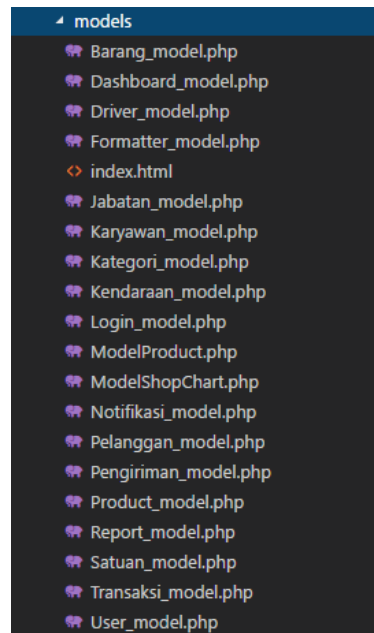 models
Barang_model.php
Dashboard_model.php
Driver_model.php
Formatter_model.php
index.html
Jabatan_model.php
Karyawan_model.php
Kategori_model.php
Kendaraan_model.php
Login_model.php
ModelProduct.php
ModelShopChart.php
Notifikasi_model.php
Pelanggan_model.php
Pengiriman_model.php
Product_model.php
Report_model.php
Satuan_model.php
Transaksi_model.php
User_model.php